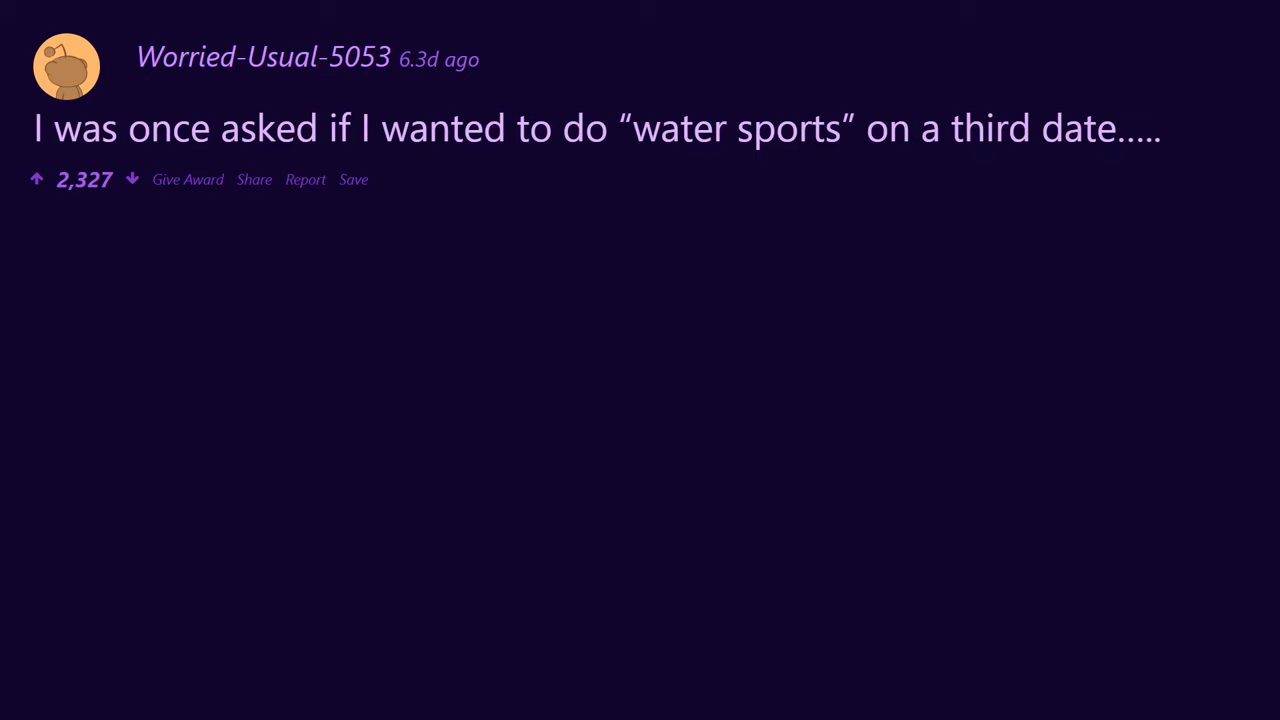 Worried-Usual-5053 6.3d ago
I was once asked if I wanted to do “water sports” on a third date.....
2,327 Give Award Share Report Save